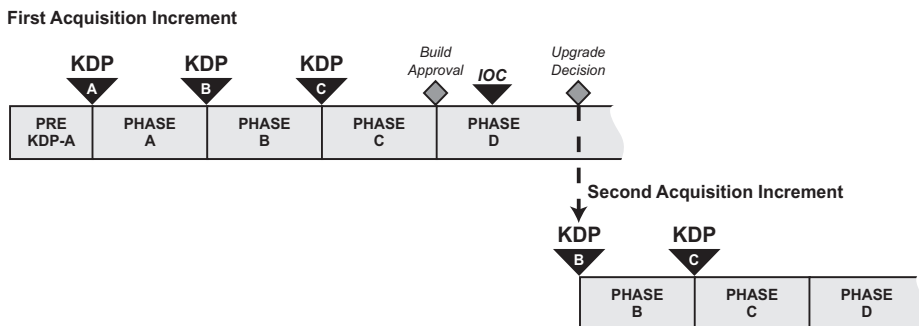 First Acquisition Increment
Build
Approval
Upgrade
Decision
KDP
KDP
KDP
IOC
A
B
C
PRE
KDP-A
PHASE
A
PHASE
B
PHASE
C
PHASE
D
Second Acquisition Increment
KDP
KDP
B
C
PHASE
B
PHASE
C
PHASE
D